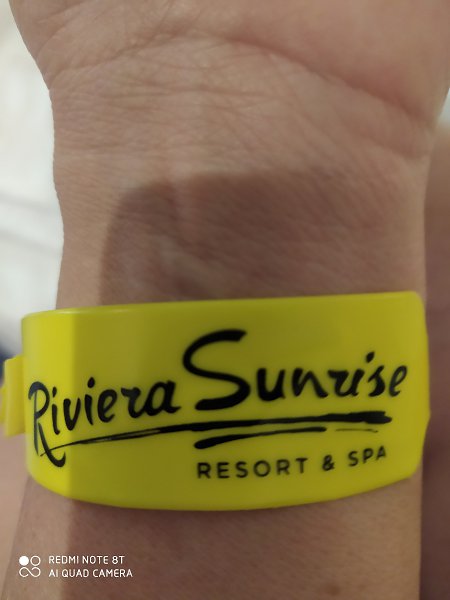 Riviera Sunrise
RESORT & SPA
REDMI NOTE 8T
AI QUAD CAMERA